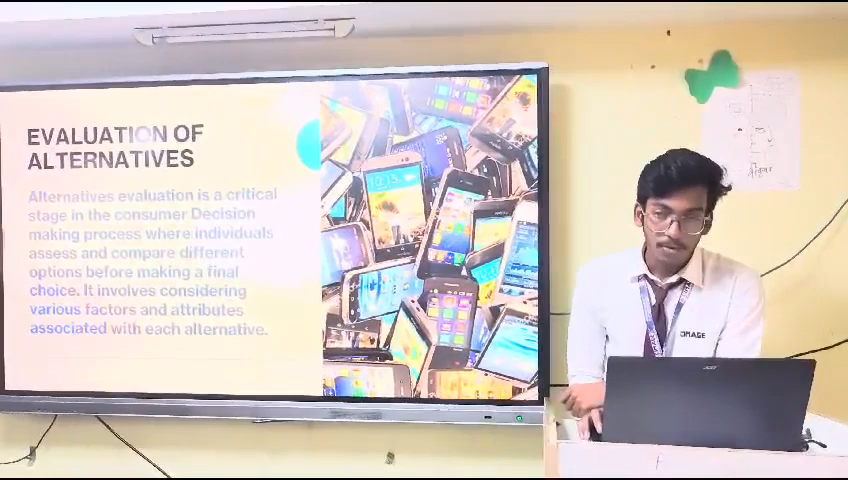 EVALUATION OF
ALTERNATIVES
Alternatives evaluation is a critical
stage in the consumer Decision
making process where individuals
assess and compare different
options before making a final
choice. It involves considering
various factors and attributes
associated with each alternative.
acer